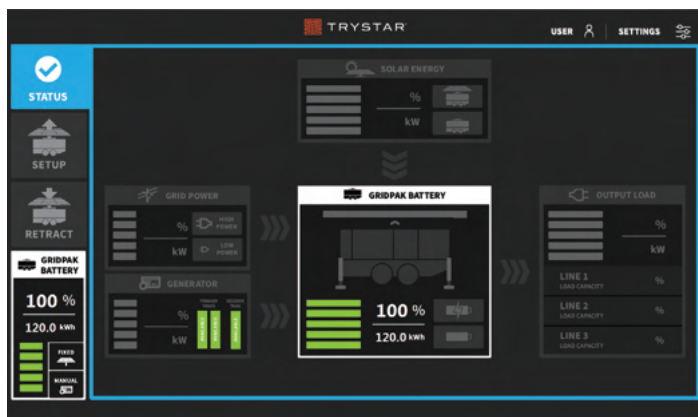 TRYSTAR
USER
SETTINGS
STATUS
SETUP
RETRACT
GRIDPAK
BATTERY
100 %
120.0 kWh
FIXED
MANUAL
SOLAR ENERGY
%
kW
GRID POWER
%
kW
HIGH
POWER
LOW
POWER
GENERATOR
%
kW
GRIDPAK BATTERY
100 %
120.0 kWh
OUTPUT LOAD
%
kW
LINE 1
LOAD CAPACITY
%
LINE 2
LOAD CAPACITY
%
LINE 3
LOAD CAPACITY
%